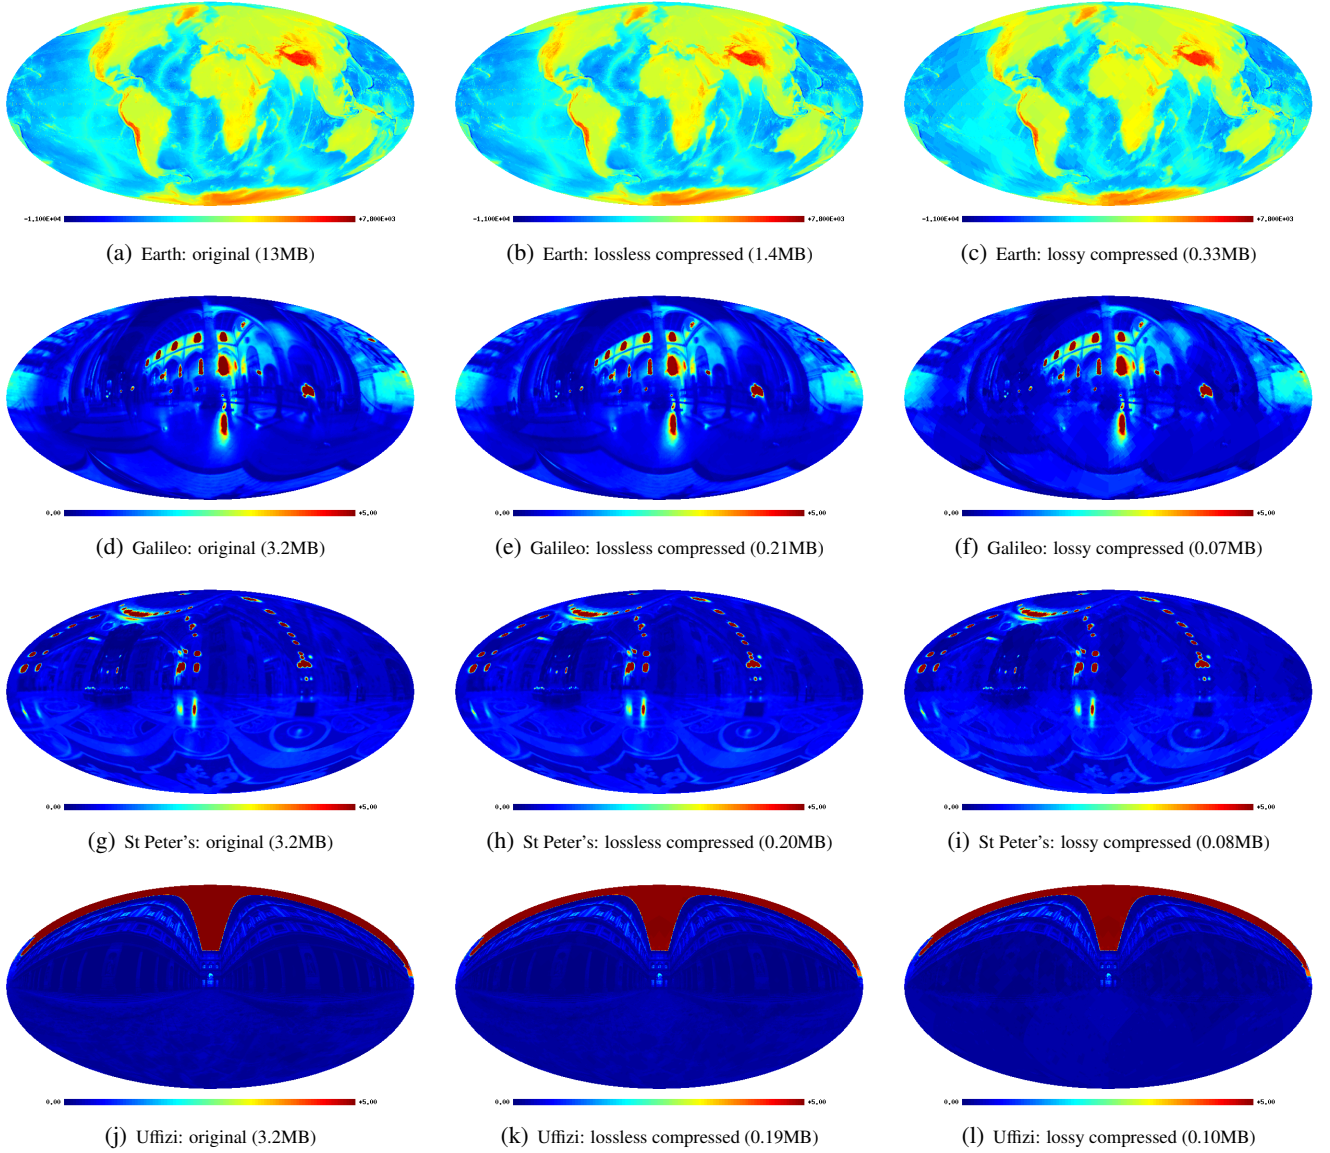 -1,100E+04 +7,800E+03 -1,100E+04 +7,800E+03 -1,100E+04 +7,800E+03
(a) Earth: original (13MB) (b) Earth: lossless compressed (1.4MB) (c) Earth: lossy compressed (0.33MB)
0,00 +5,00 0,00 +5,00 0,00 +5,00
(d) Galileo: original (3.2MB) (e) Galileo: lossless compressed (0.21MB) (f) Galileo: lossy compressed (0.07MB)
0,00 +5,00 0,00 +5,00 0,00 +5,00
(g) St Peter's: original (3.2MB) (h) St Peter's: lossless compressed (0.20MB) (i) St Peter's: lossy compressed (0.08MB)
0,00 +5,00 0,00 +5,00 0,00 +5,00
(j) Uffizi: original (3.2MB) (k) Uffizi: lossless compressed (0.19MB) (l) Uffizi: lossy compressed (0.10MB)